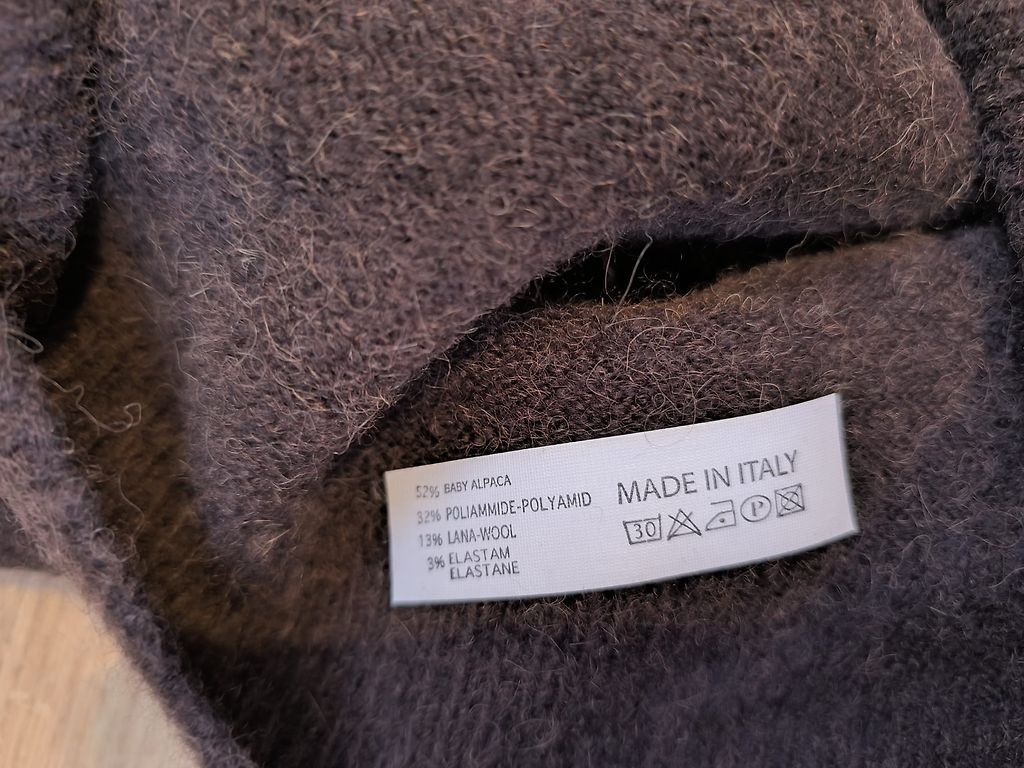 52% BABY ALPACA
32% POLIAMMIDE-POLYAMID
13% LANA-WOOL
3% ELASTAM
ELASTANE
MADE IN ITALY
30 P